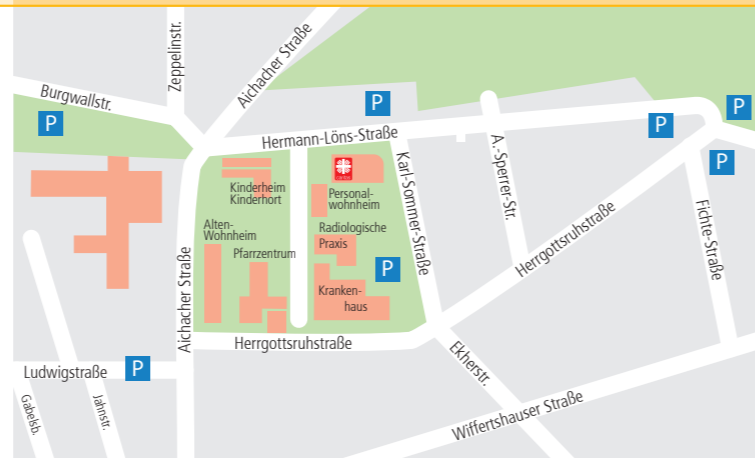 Zeppelinstr.
Aichacher Straße
Burgwallstr.
P
P
P
P
P
Hermann-Löns-Straße
Kinderheim
Kinderhort
Personal-
wohnheim
Karl-Sommer-Straße
A.-Sperrer-Str.
Fichte-Straße
Alten-
Wohnheim
Radiologische
Praxis
Pfarrzentrum
P
Kranken-
haus
Herrgottsruhstraße
Aichacher Straße
Herrgottsruhstraße
Ludwigstraße
P
Ekherstr.
Gabelsb.
Jahnstr.
Wiffertshauser Straße